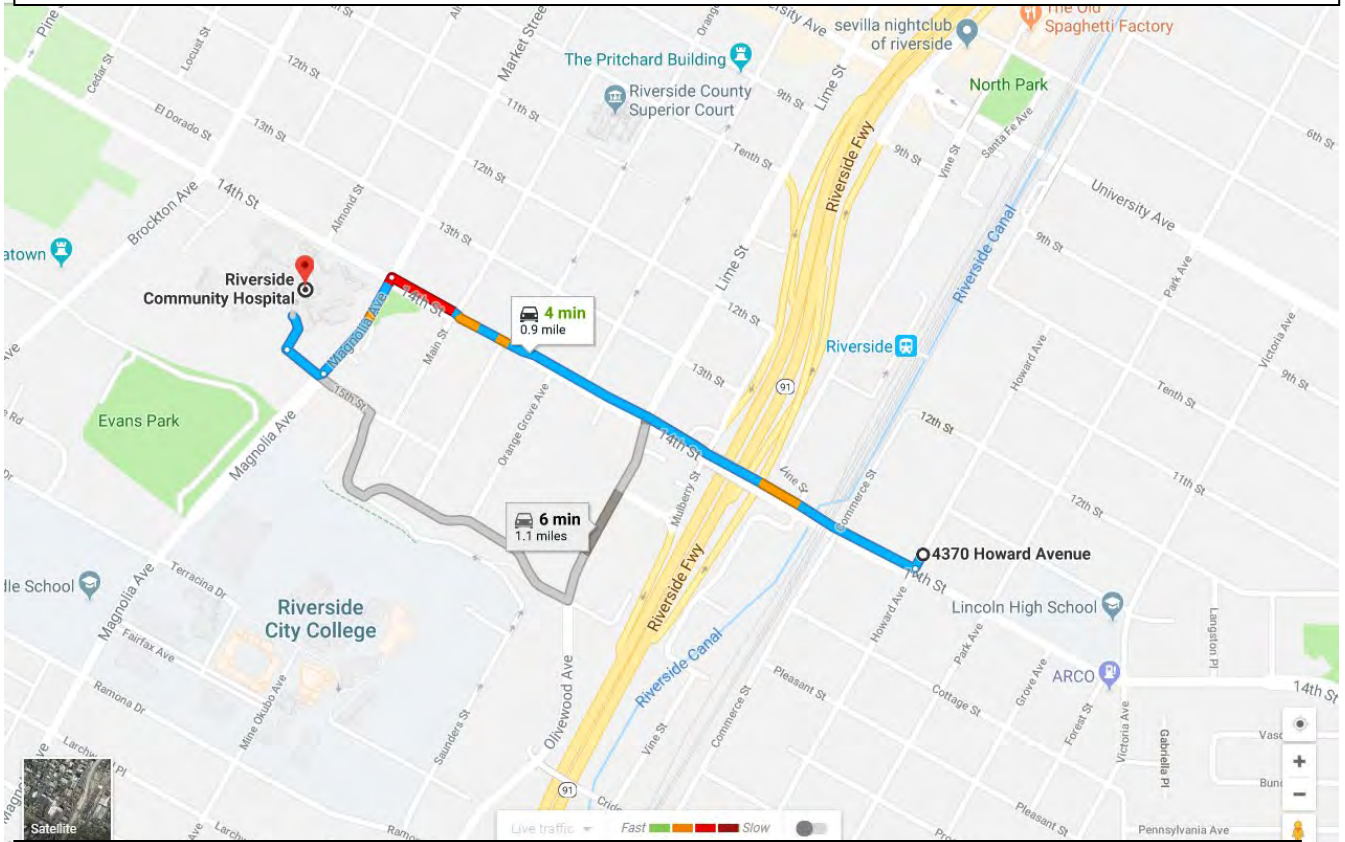 Pine
Cedar St
Locust St
12th St
El Dorado St
13th St
Market Street
11th St
12th St
The Pritchard Building
Riverside County
Superior Court
9th St
Tenth St
Lime St
sevilla nightclub
of riverside
The Old
Spaghetti Factory
North Park
Santa Fe Ave
6th St
University Ave
Riverside Fwy
9th St
Vine St
Riverside Canal
9th St
Park Ave
Victoria Ave
9th St
14th St
Brockton Ave
Almond St
13th St
atown
Riverside
Community Hospital
14th St
Magnolia Ave
Main St
4 min
0.9 mile
Lime St
12th St
13th St
Riverside
91
Howard Ave
Tenth St
12th St
11th St
12th St
Evans Park
15th St
Magnolia Ave
Orange Grove Ave
14th St
Mulberry St
Commerce St
6 min
1.1 miles
4370 Howard Avenue
14th St
Riverside Fwy
Howard Ave
Lincoln High School
Langston Pl
dle School
Magnolia Ave
Terracina Dr
Fairfax Ave
Ramona Dr
Riverside
City College
Mine Okubo Ave
Saunders St
Olivewood Ave
Riverside Canal
Vine St
Commerce St
Pleasant St
Park Ave
Cottage St
Grove Ave
Forest St
ARCO
Victoria Ave
Gabriella Pl
14th St
Pleasant St
Pennsylvania Ave
91
Satellite
Live traffic
Fast
Slow